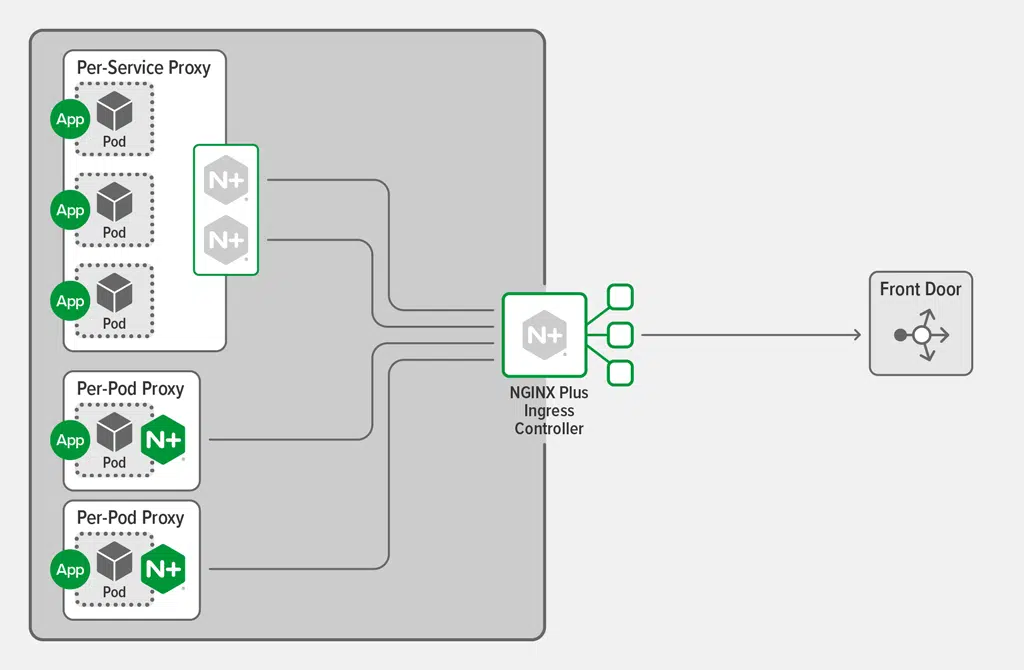 Per-Service Proxy
App
Pod
App
Pod
App
Pod
N+
N+
Per-Pod Proxy
App
Pod
N+
Per-Pod Proxy
App
Pod
N+
N+
NGINX Plus
Ingress
Controller
Front Door